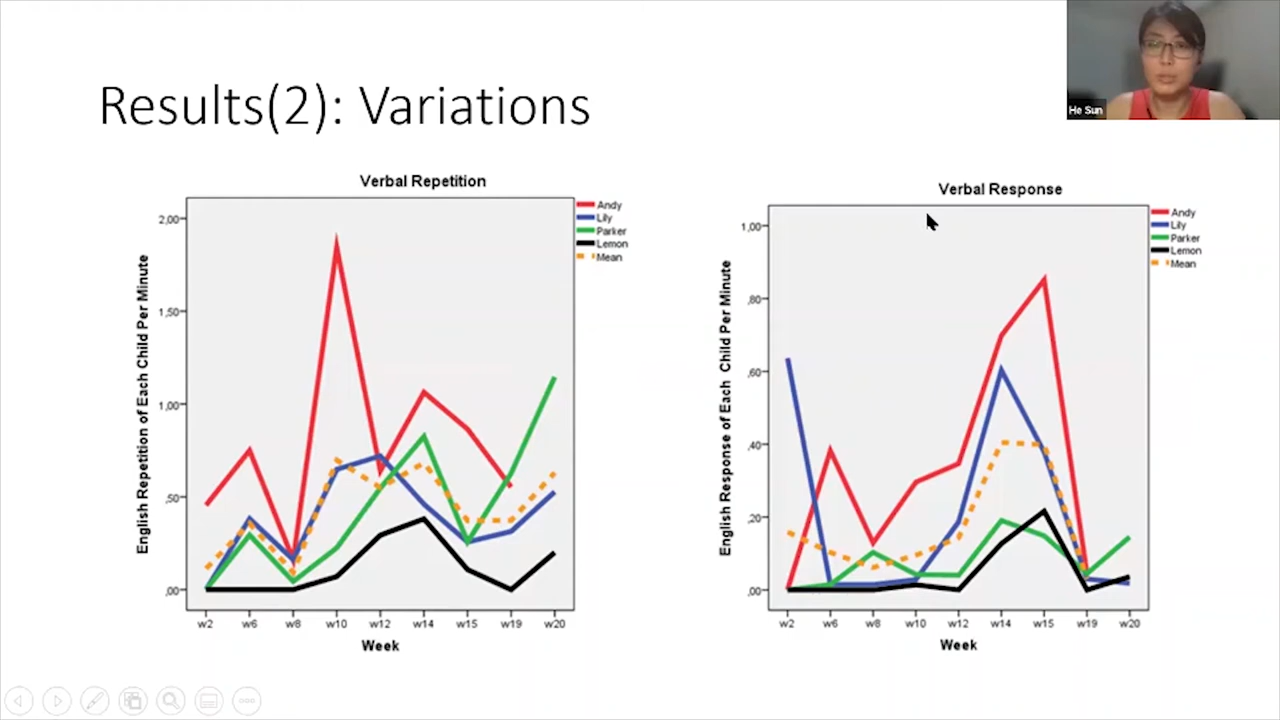 He Sun
Results(2): Variations
Verbal Repetition
English Repetition of Each Child Per Minute
2,00
1,50
1,00
,50
,00
w2 w6 w8 w10 w12 w14 w15 w19 w20
Week
Andy
Lily
Parker
Lemon
Mean
Verbal Response
English Response of Each Child Per Minute
1,00
,80
,60
,40
,20
,00
w2 w6 w8 w10 w12 w14 w15 w19 w20
Week
Andy
Lily
Parker
Lemon
Mean